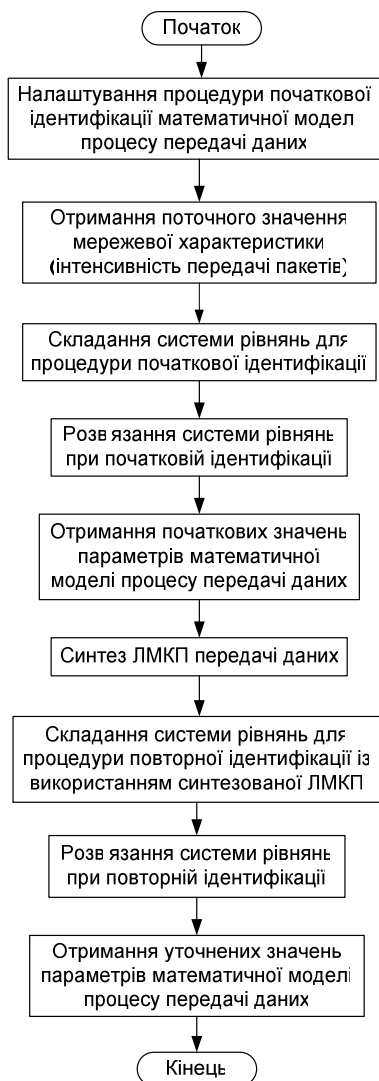 Початок
Налаштування процедури початкової
ідентифікації математичної модел
процесу передачі даних
Отримання поточного значення
мережевої характеристики
(інтенсивність передачі пакетів)
Складання системи рівнянь для
процедури початкової ідентифікації
Розв язання системи рівнянь
при початковій ідентифікації
Отримання початкових значень
параметрів математичної
моделі процесу передачі даних
Синтез ЛМКП передачі даних
Складання системи рівнянь для
процедури повторної ідентифікації із
використанням синтезованої ЛМКП
Розв язання системи рівнянь
при повторній ідентифікації
Отримання уточнених значень
параметрів математичної моделі
процесу передачі даних
Кінець